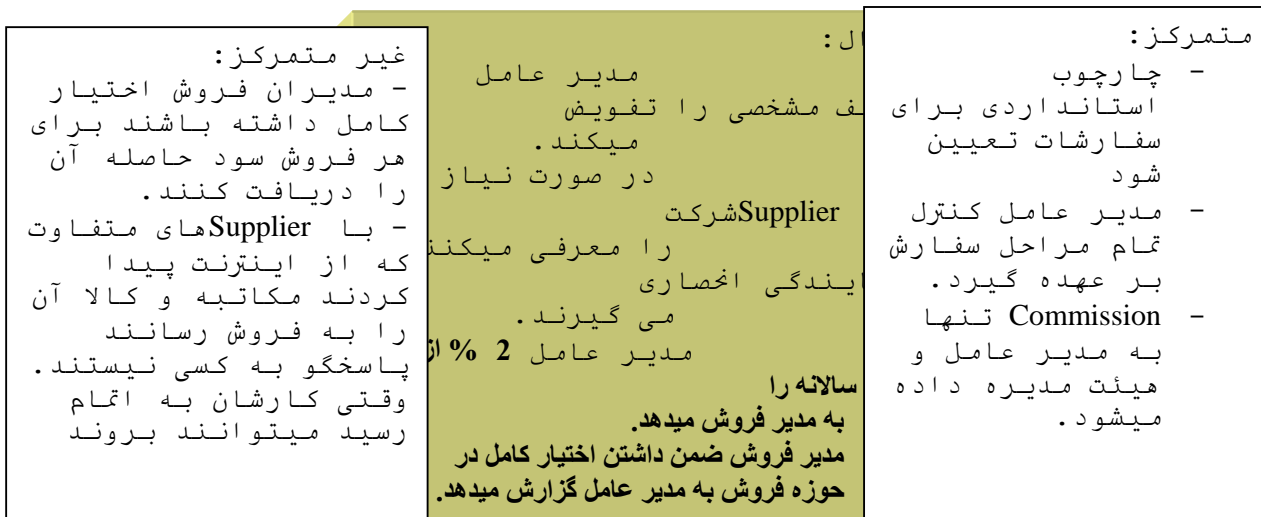 متمرکز:
- چارچوب
استانداردی برای
سفارشات تعیین
شود
- مدیر عامل کنترل
تمام مراحل سفارش
بر عهده گیرد.
- Commission تنها
به مدیر عامل و
هیئت مدیره داده
میشود.
مدیر عامل
مشخصی را تفویض
میکند.
در صورت نیاز
Supplierشرکت
را معرفی میکنند
انحصاری
می گیرند.
مدیر عامل 2 % از
سالانه را
به مدیر فروش میدهد.
مدیر فروش ضمن داشتن اختیار کامل در
حوزه فروش به مدیر عامل گزارش میدهد.
غیر متمرکز:
- مدیران فروش اختیار
کامل داشته باشند برای
هر فروش سود حاصله آن
را دریافت کنند.
- با Supplierهای متفاوت
که از اینترنت پیدا
کردند مکاتبه و کالا آن
را به فروش رسانند
پاسخگو به کسی نیستند.
وقتی کارشان به اتمام
رسید میتوانند بروند